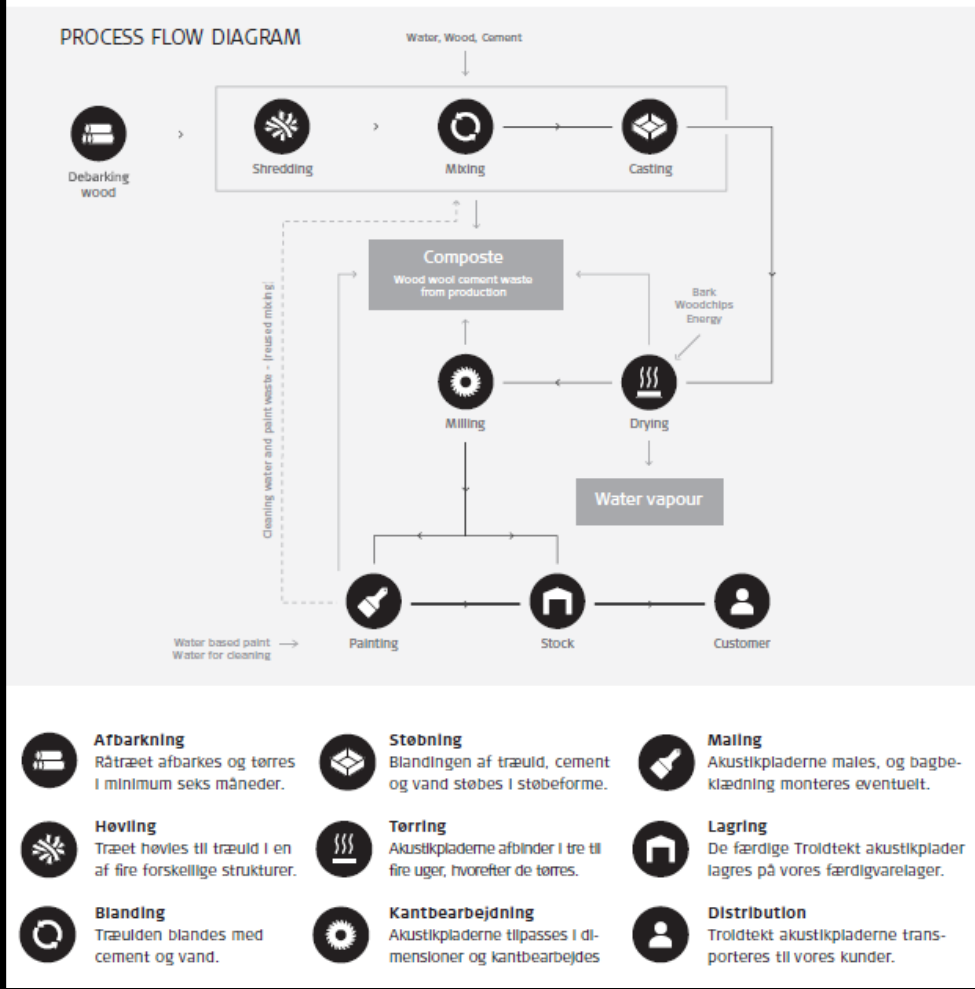 PROCESS FLOW DIAGRAM
Water, Wood, Cement
Debarking
wood
Shredding
Mixing
Casting
Composte
Wood wool cement waste
from production
Bark
Woodchips
Energy
Cleaning water and paint waste - (reused mixing)
Milling
Drying
Water vapour
Water based paint
Water for cleaning
Painting
Stock
Customer
Afbarkning
Råtræet afbarkes og tørres
i minimum seks måneder.
Høvling
Træet høvles til træuld i en
af fire forskellige strukturer.
Blanding
Træulden blandes med
cement og vand.
Støbning
Blandingen af træuld, cement
og vand støbes i støbeforme.
Tørring
Akustikpladerne afbinder i tre til
fire uger, hvorefter de tørres.
Kantbearbejdning
Akustikpladerne tilpasses i di-
mensioner og kantbearbejdes
Maling
Akustikpladerne males, og bagbe-
klædning monteres eventuelt.
Lagring
De færdige Troldtekt akustikplader
lagres på vores færdigvarelager.
Distribution
Troldtekt akustikpladerne trans-
porteres til vores kunder.